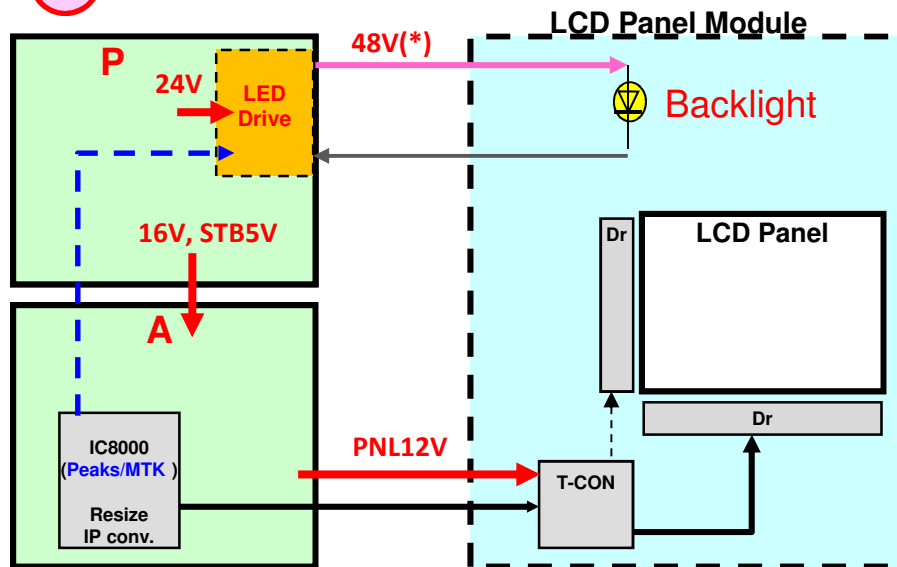 LCD Panel Module
P
48V(*)
24V
LED
Drive
Backlight
16V, STB5V
Dr
LCD Panel
A
Dr
IC8000
(Peaks/MTK )
PNL12V
T-CON
Resize
IP conv.